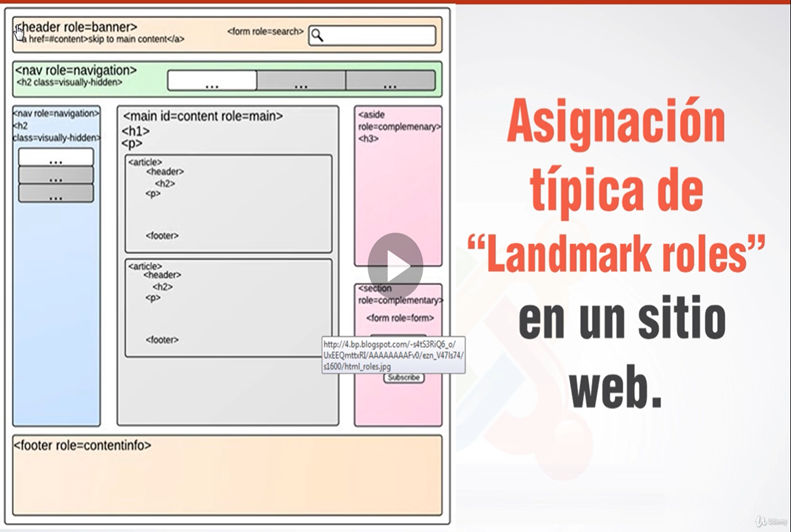 <header role=banner>
a href=#content>skip to main content</a>
<form role=search>
<nav role=navigation>
<h2 class=visually-hidden>
...
...
...
<nav role=navigation>
<h2
class=visually-hidden>
...
...
...
<main id=content role=main>
<h1>
<p>
<article>
<header>
<h2>
<p>
<footer>
<article>
<header>
<h2>
<p>
<footer>
<aside
role=complemenary>
<h3>
<section
role=complementary>
<form role=form>
http://4.bp.blogspot.com/-s4tS3RiQ6_o/
UxEEQmttxRI/AAAAAAAAFv0/ezn_V47Is74/
s1600/html_roles.jpg
Subscribe
<footer role=contentinfo>
Asignación
típica de
“Landmark roles”
en un sitio
web.
Udemy